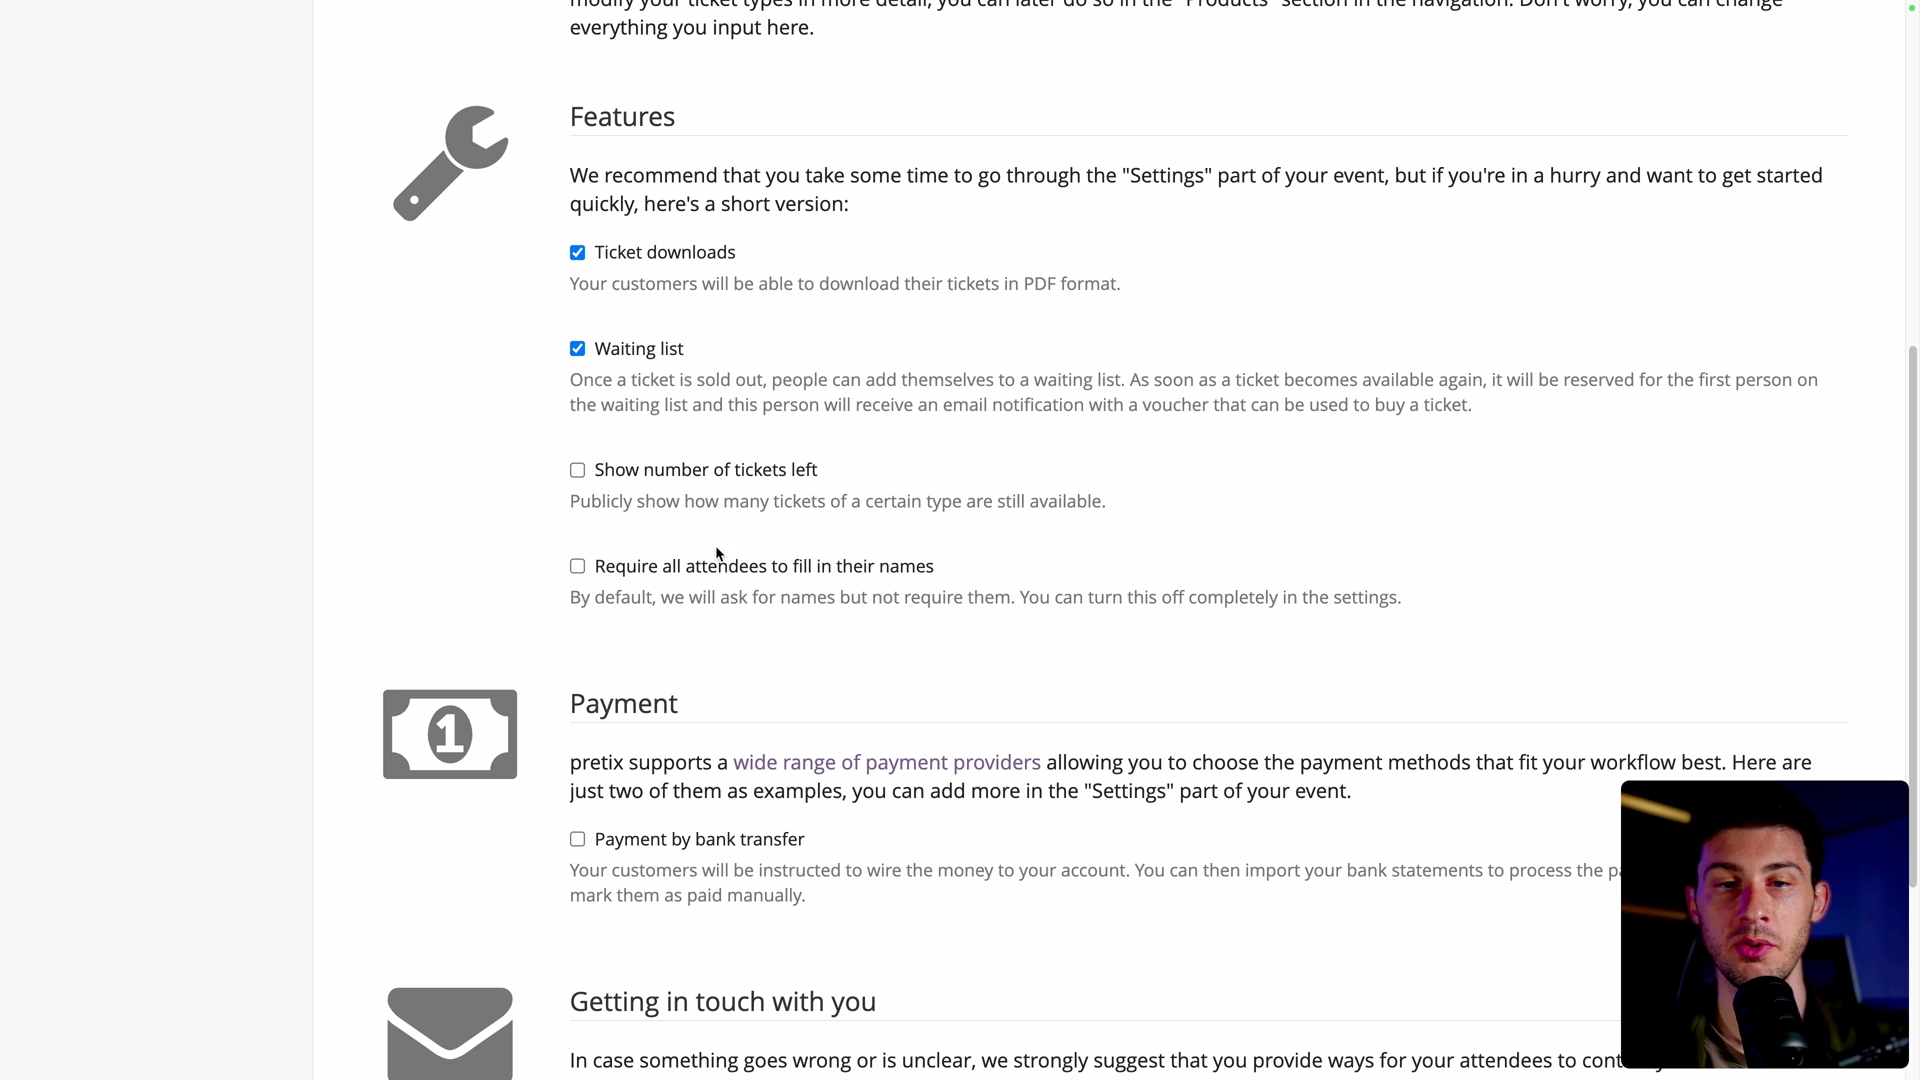 modify your ticket types in more detail, you can later do so in the "Products" section in the navigation. Don't worry, you can change
everything you input here.
Features
We recommend that you take some time to go through the "Settings" part of your event, but if you're in a hurry and want to get started
quickly, here's a short version:
Ticket downloads
Your customers will be able to download their tickets in PDF format.
Waiting list
Once a ticket is sold out, people can add themselves to a waiting list. As soon as a ticket becomes available again, it will be reserved for the first person on
the waiting list and this person will receive an email notification with a voucher that can be used to buy a ticket.
Show number of tickets left
Publicly show how many tickets of a certain type are still available.
Require all attendees to fill in their names
By default, we will ask for names but not require them. You can turn this off completely in the settings.
1
Payment
pretix supports a wide range of payment providers allowing you to choose the payment methods that fit your workflow best. Here are
just two of them as examples, you can add more in the "Settings" part of your event.
Payment by bank transfer
Your customers will be instructed to wire the money to your account. You can then import your bank statements to process the
mark them as paid manually.
Getting in touch with you
In case something goes wrong or is unclear, we strongly suggest that you provide ways for your attendees to